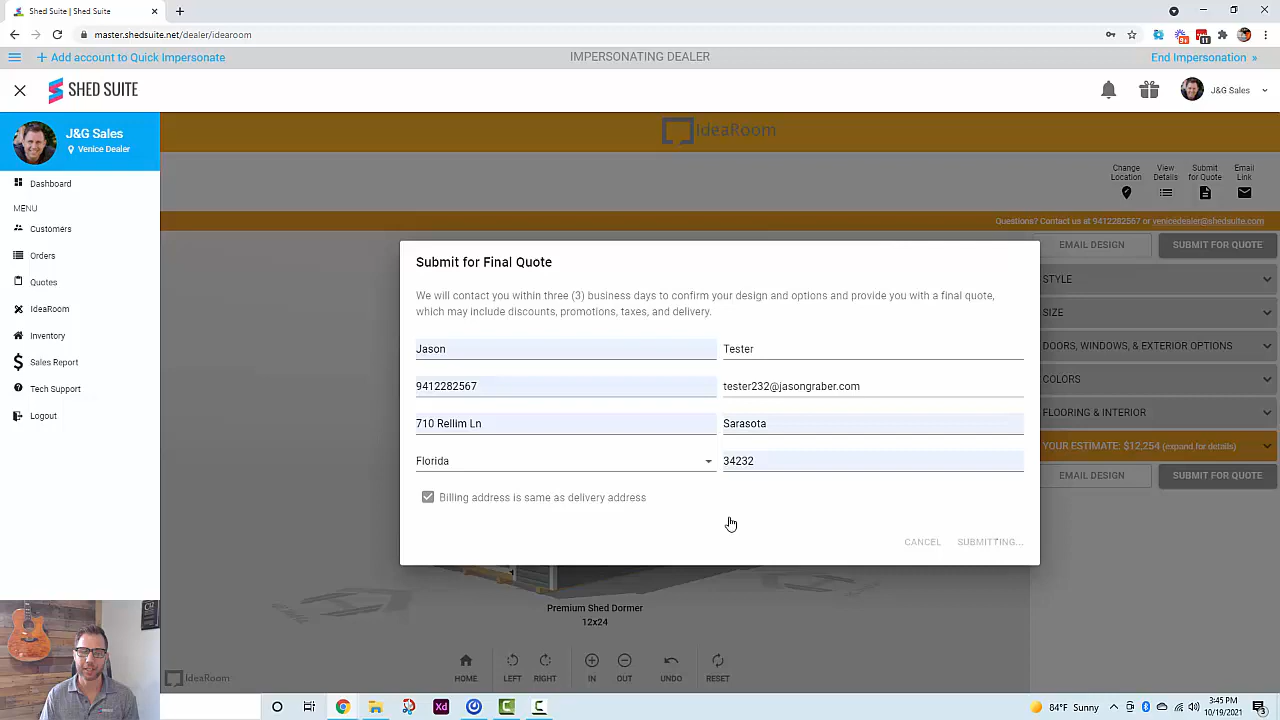 Shed Suite | Shed Suite
master.shedsuite.net/dealer/idearoom
9+
11
+ Add account to Quick Impersonate
IMPERSONATING DEALER
End Impersonation »
SHED SUITE
J&G Sales
J&G Sales
Venice Dealer
IdeaRoom
Dashboard
MENU
Customers
Orders
Quotes
IdeaRoom
Inventory
Sales Report
Tech Support
Logout
Change Location
View Details
Submit for Quote
Email Link
Questions? Contact us at 9412282567 or venicedealer@shedsuite.com
EMAIL DESIGN
SUBMIT FOR QUOTE
STYLE
SIZE
DOORS, WINDOWS, & EXTERIOR OPTIONS
COLORS
FLOORING & INTERIOR
YOUR ESTIMATE: $12,254 (expand for details)
EMAIL DESIGN
SUBMIT FOR QUOTE
Submit for Final Quote
We will contact you within three (3) business days to confirm your design and options and provide you with a final quote,
which may include discounts, promotions, taxes, and delivery.
Jason
Tester
9412282567
tester232@jasongraber.com
710 Rellim Ln
Sarasota
Florida
34232
Billing address is same as delivery address
CANCEL
SUBMITTING...
Premium Shed Dormer
12x24
HOME
LEFT
RIGHT
IN
OUT
UNDO
RESET
IdeaRoom
Xd
84°F Sunny
3:45 PM
10/19/2021
3